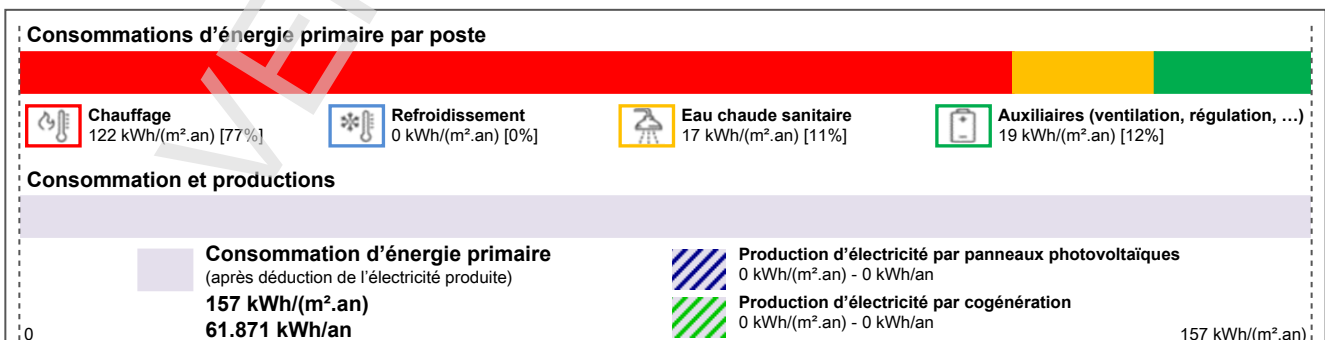 Consommations d'énergie primaire par poste
Chauffage
122 kWh/(m².an) [77%]
Refroidissement
0 kWh/(m².an) [0%]
Eau chaude sanitaire
17 kWh/(m².an) [11%]
Auxiliaires (ventilation, régulation, …)
19 kWh/(m².an) [12%]
Consommation et productions
Consommation d'énergie primaire
(après déduction de l'électricité produite)
157 kWh/(m².an)
61.871 kWh/an
Production d'électricité par panneaux photovoltaïques
0 kWh/(m².an) - 0 kWh/an
Production d'électricité par cogénération
0 kWh/(m².an) - 0 kWh/an
0
157 kWh/(m².an)